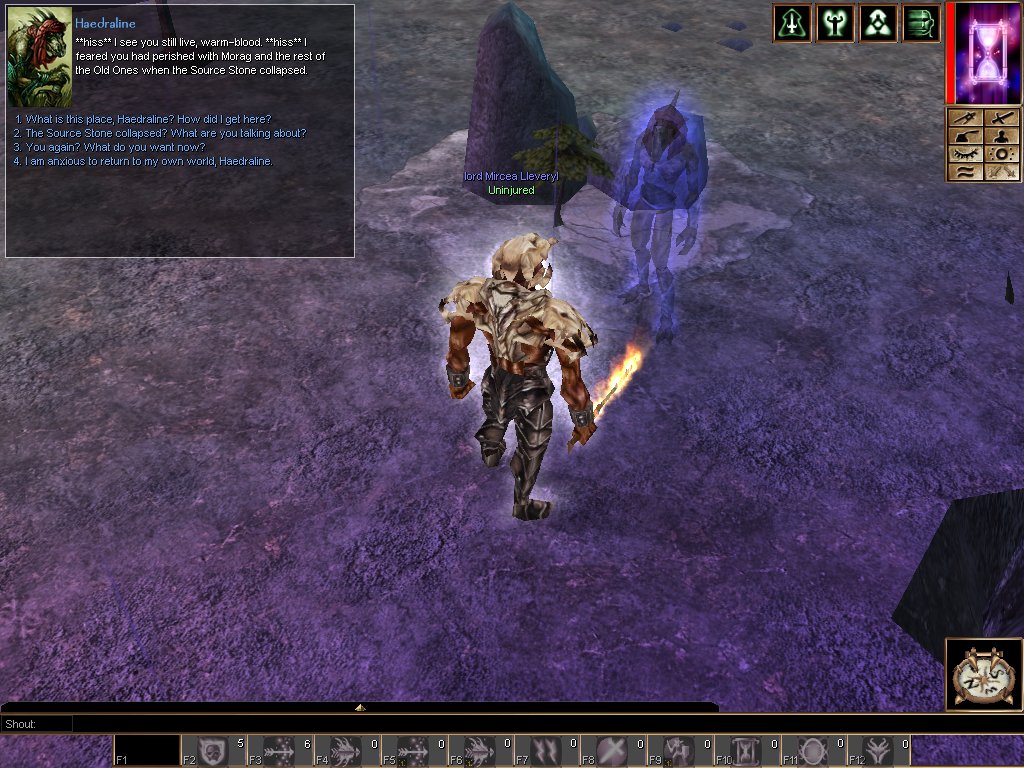 Haedraline
**hiss** I see you still live, warm-blood. **hiss** I
feared you had perished with Morag and the rest of
the Old Ones when the Source Stone collapsed.
1. What is this place, Haedraline? How did I get here?
2. The Source Stone collapsed? What are you talking about?
3. You again? What do you want now?
4. I am anxious to return to my own world, Haedraline.
lord Mircea Lleveryl
Uninjured
Shout:
F1 F2 5 F3 6 F4 0 F5 0 F6 0 F7 0 F8 0 F9 0 F10 0 F11 0 F12 0